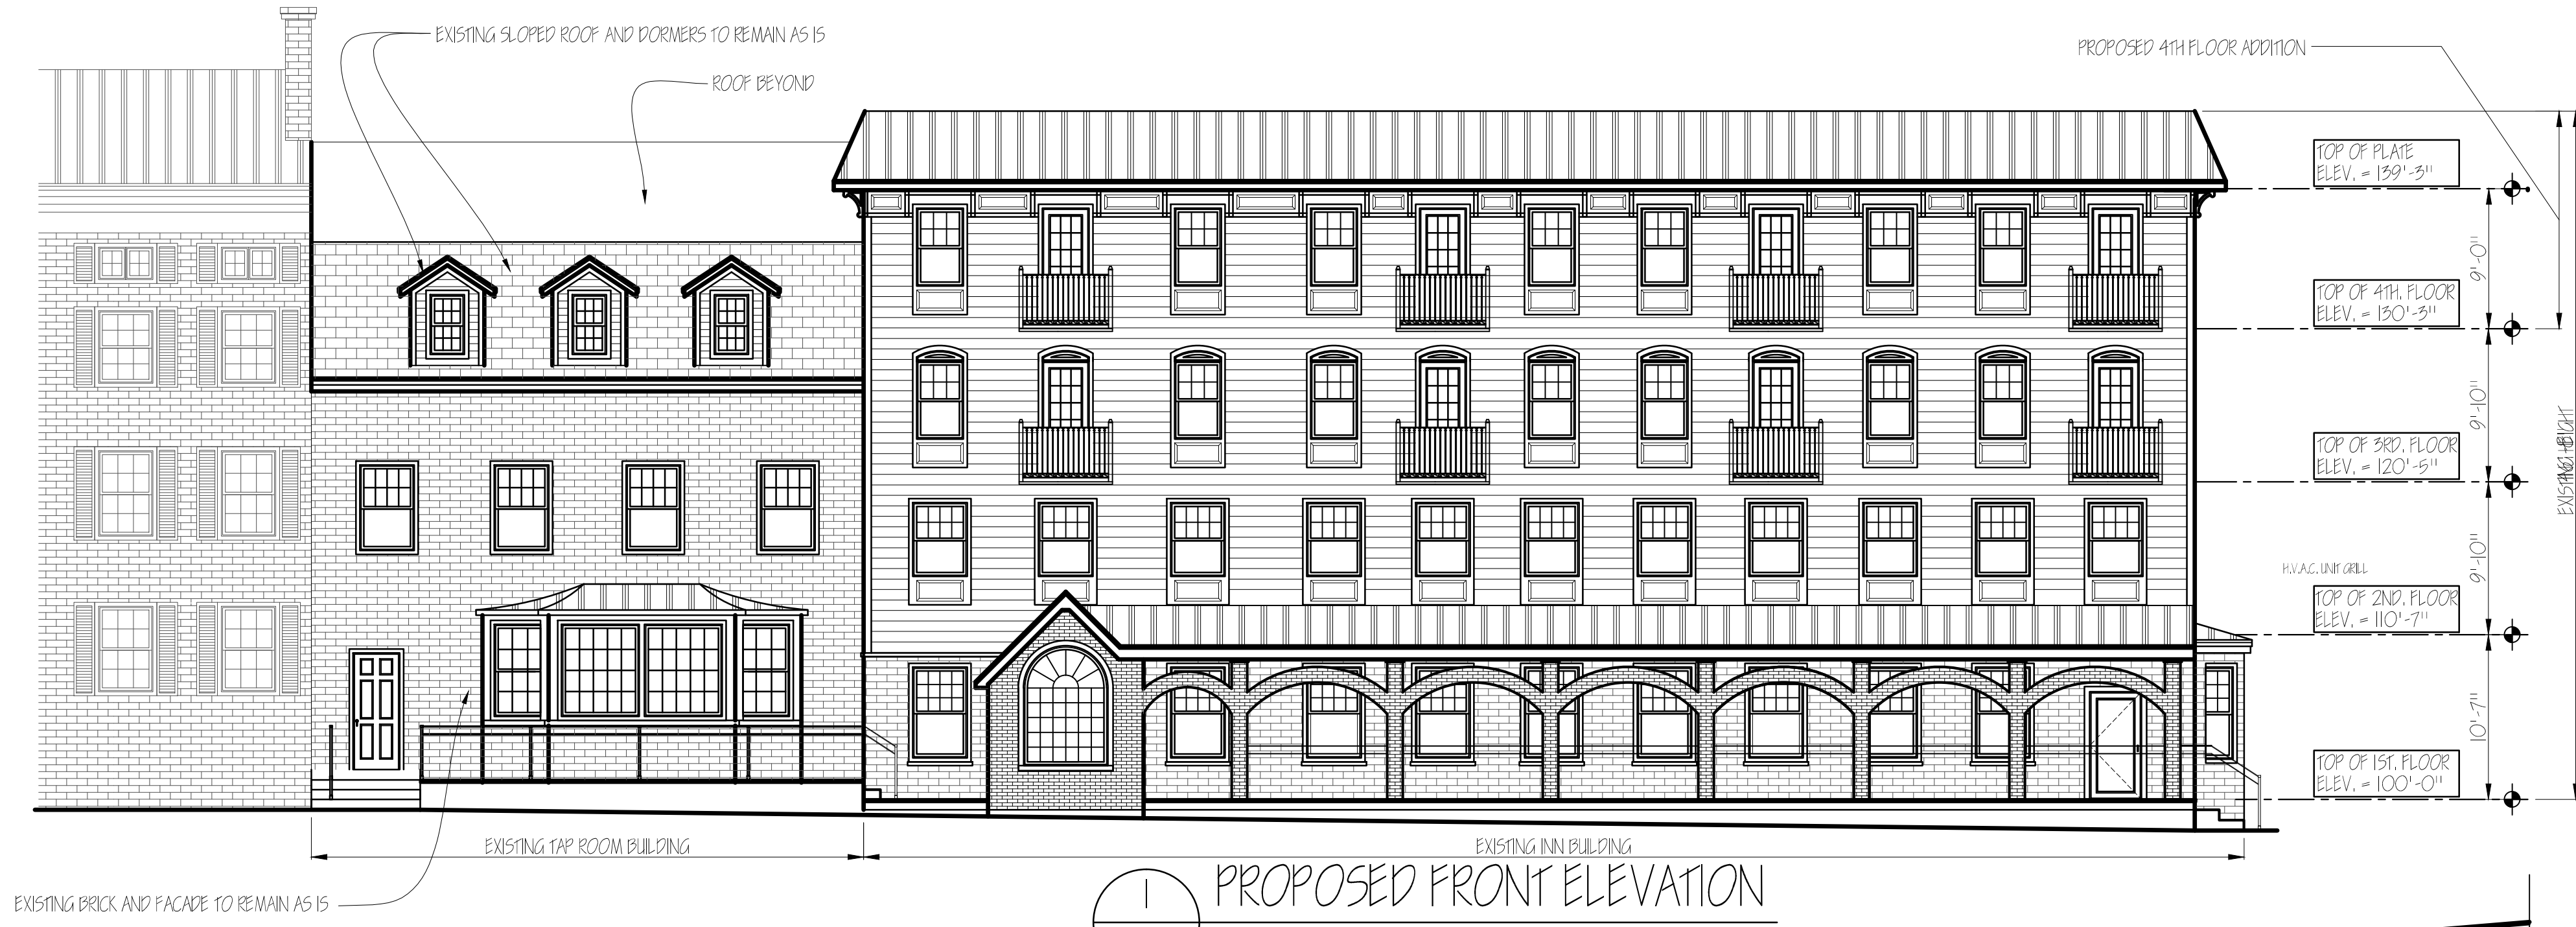 EXISTING SLOPED ROOF AND DORMERS TO REMAIN AS IS
PROPOSED 4TH FLOOR ADDITION
ROOF BEYOND
TOP OF PLATE
ELEV. = 139'-3"
9'-0"
TOP OF 4TH. FLOOR
ELEV. = 130'-3"
9'-10"
TOP OF 3RD. FLOOR
ELEV. = 120'-5"
9'-10"
H.V.A.C. UNIT GRILL
TOP OF 2ND. FLOOR
ELEV. = 110'-7"
10'-7"
TOP OF 1ST. FLOOR
ELEV. = 100'-0"
EXISTING TAP ROOM BUILDING
EXISTING INN BUILDING
EXISTING BRICK AND FACADE TO REMAIN AS IS
1
PROPOSED FRONT ELEVATION